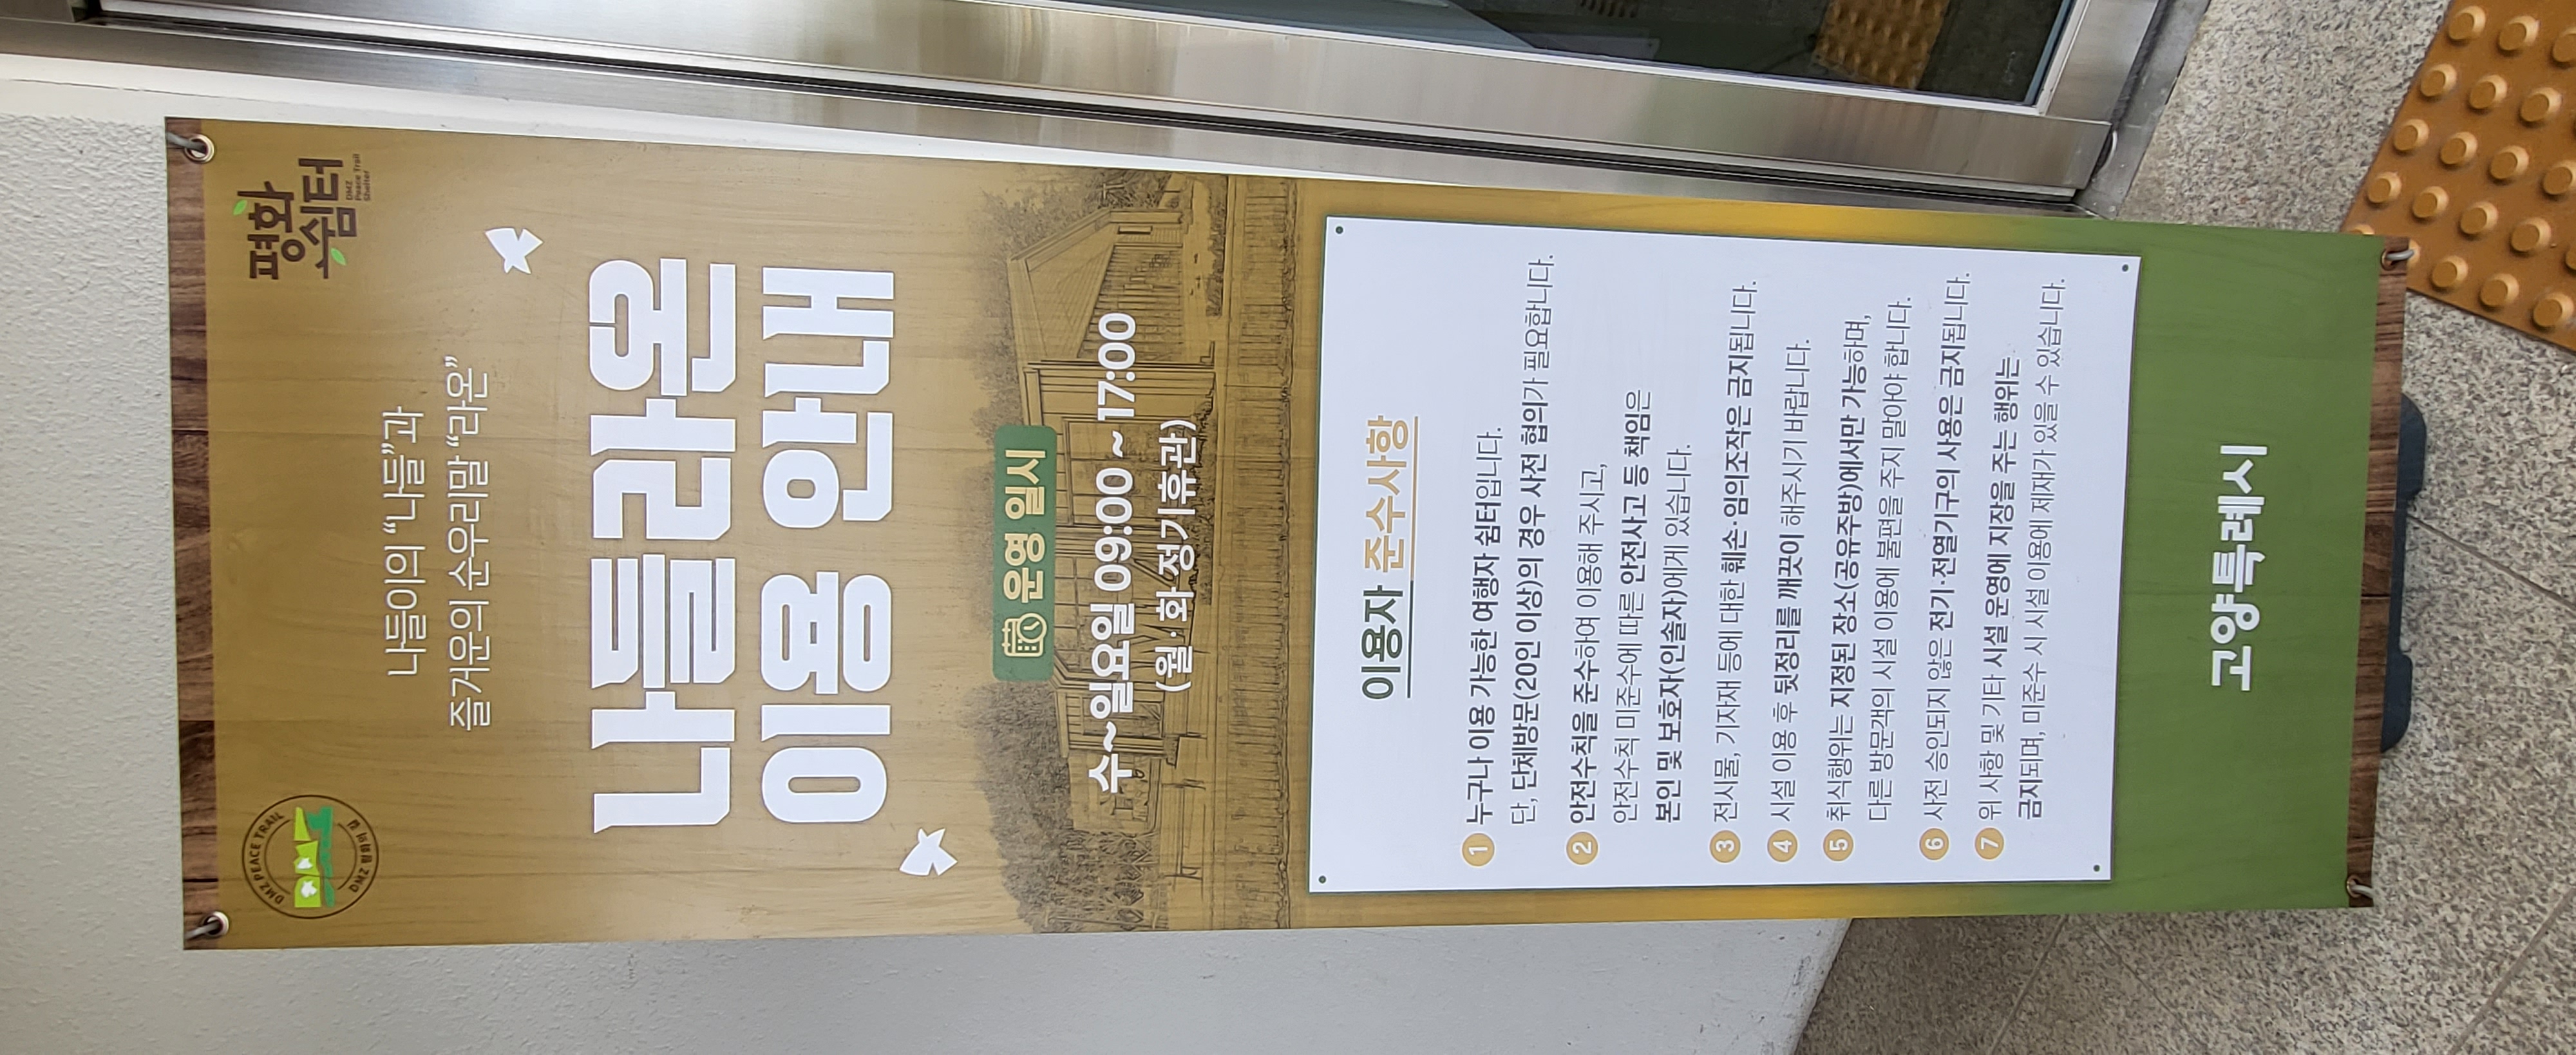 DMZ PEACE TRAIL
DMZ 평화의 길
평화
쉼터
DMZ
Peace Trail
Shelter
나들이의 “나들”과
즐거운의 순우리말 “라온”
나들라온
이용 안내
운영 일시
수~일요일 09:00 ~ 17:00
(월·화 정기휴관)
이용자 준수사항
1 누구나 이용 가능한 여행자 쉼터입니다.
단, 단체방문(20인 이상)의 경우 사전 협의가 필요합니다.
2 안전수칙을 준수하여 이용해 주시고,
안전수칙 미준수에 따른 안전사고 등 책임은
본인 및 보호자(인솔자)에게 있습니다.
3 전시물, 기자재 등에 대한 훼손·임의조작은 금지됩니다.
4 시설 이용 후 뒷정리를 깨끗이 해주시기 바랍니다.
5 취식행위는 지정된 장소(공유주방)에서만 가능하며,
다른 방문객의 시설 이용에 불편을 주지 말아야 합니다.
6 사전 승인되지 않은 전기·전열기구의 사용은 금지됩니다.
7 위 사항 및 기타 시설 운영에 지장을 주는 행위는
금지되며, 미준수 시 시설 이용에 제재가 있을 수 있습니다.
고양특례시